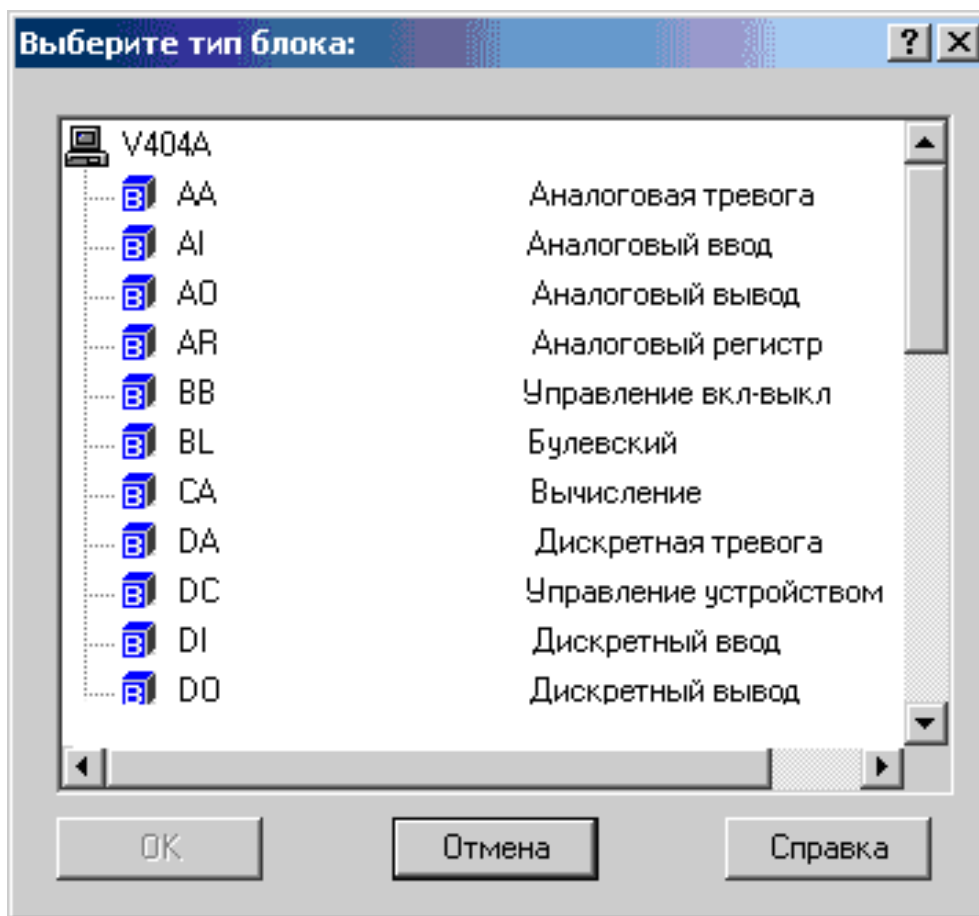 Выберите тип блока:
V404A
AA Аналоговая тревога
AI Аналоговый ввод
AO Аналоговый вывод
AR Аналоговый регистр
BB Управление вкл-выкл
BL Булевский
CA Вычисление
DA Дискретная тревога
DC Управление устройством
DI Дискретный ввод
DO Дискретный вывод
OK Отмена Справка